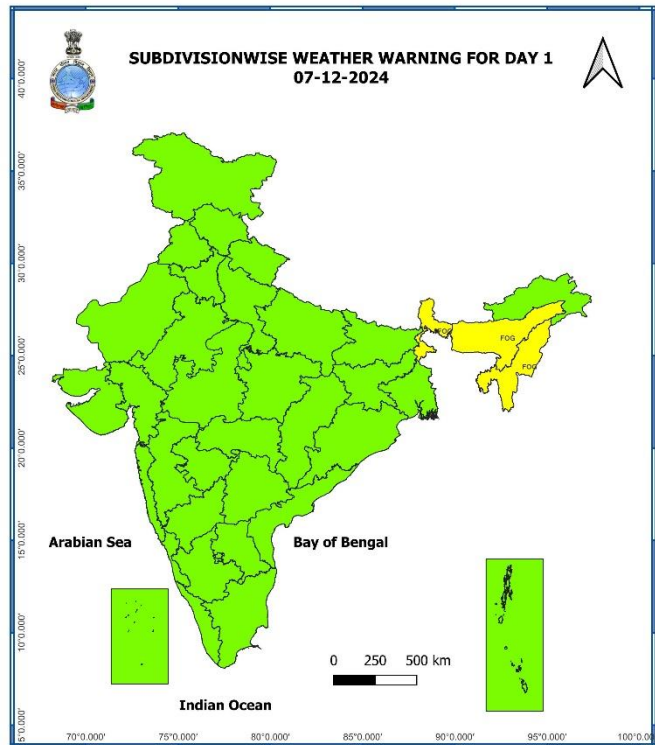 SUBDIVISIONWISE WEATHER WARNING FOR DAY 1
07-12-2024
40°0.000'
35°0.000'
30°0.000'
25°0.000'
20°0.000'
15°0.000'
10°0.000'
5°0.000'
FOG
FOG
FOG
Arabian Sea
Bay of Bengal
0 250 500 km
Indian Ocean
70°0.000' 75°0.000' 80°0.000' 85°0.000' 90°0.000' 95°0.000' 100°0.00